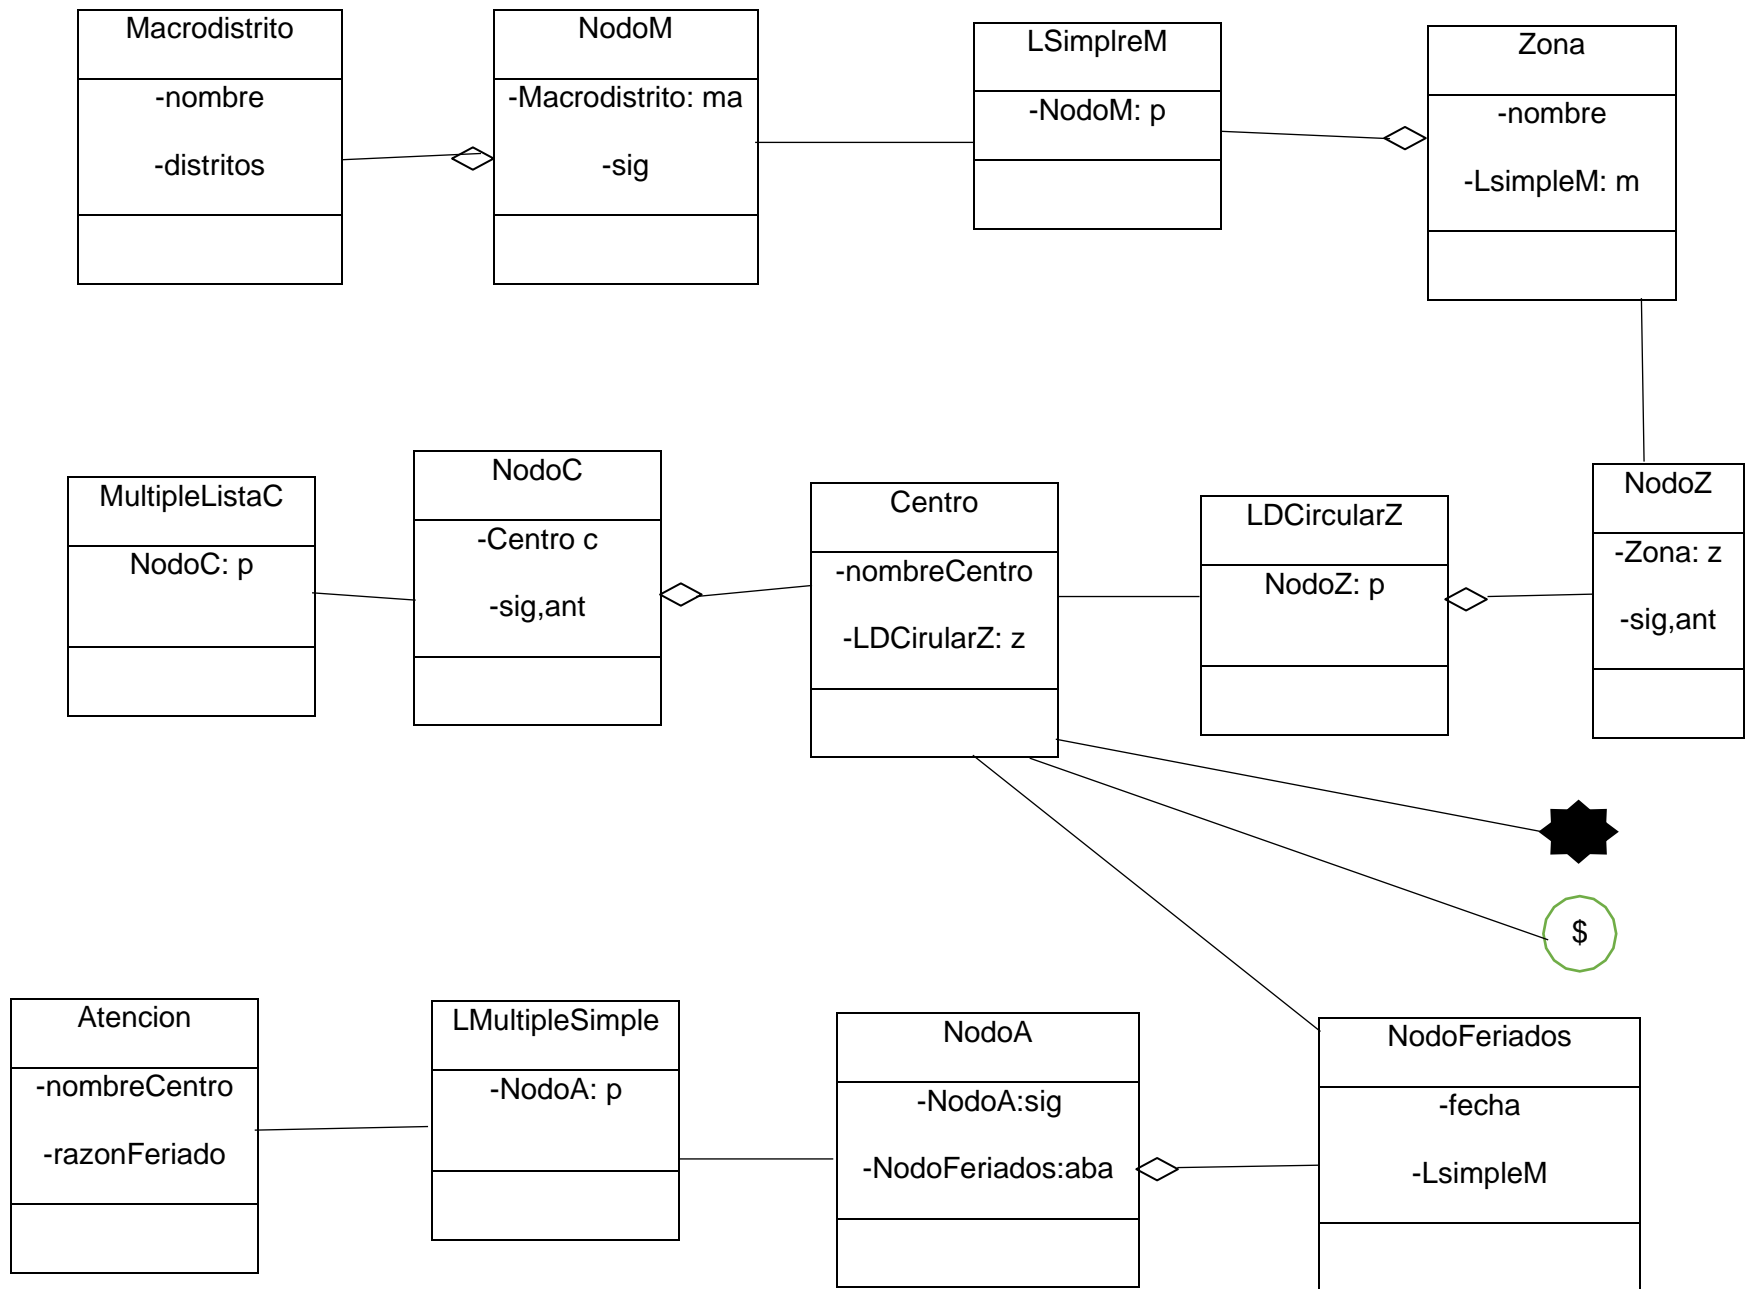 Macrodistrito
-nombre
-distritos
NodoM
-Macrodistrito: ma
-sig
LSimplreM
-NodoM: p
Zona
-nombre
-LsimpleM: m
MultipleListaC
NodoC: p
NodoC
-Centro c
-sig,ant
Centro
-nombreCentro
-LDCirularZ: z
LDCircularZ
NodoZ: p
NodoZ
-Zona: z
-sig,ant
$
Atencion
-nombreCentro
-razonFeriado
LMultipleSimple
-NodoA: p
NodoA
-NodoA:sig
-NodoFeriados:aba
NodoFeriados
-fecha
-LsimpleM